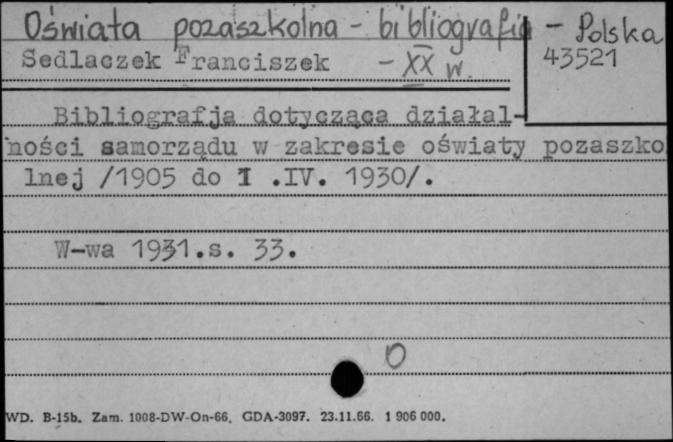 Oświata pozaszkolna - bibliografia - Polska
Sedlaczek Franciszek - XX w. 43521
Bibliografja dotycząca działal-
ności samorządu w zakresie oświaty pozaszko
lnej /1905 do I .IV. 1930/.
W-wa 1931.s. 33.
O
WD. B-15b. Zam. 1008-DW-On-66. GDA-3097. 23.11.66. 1 906 000.